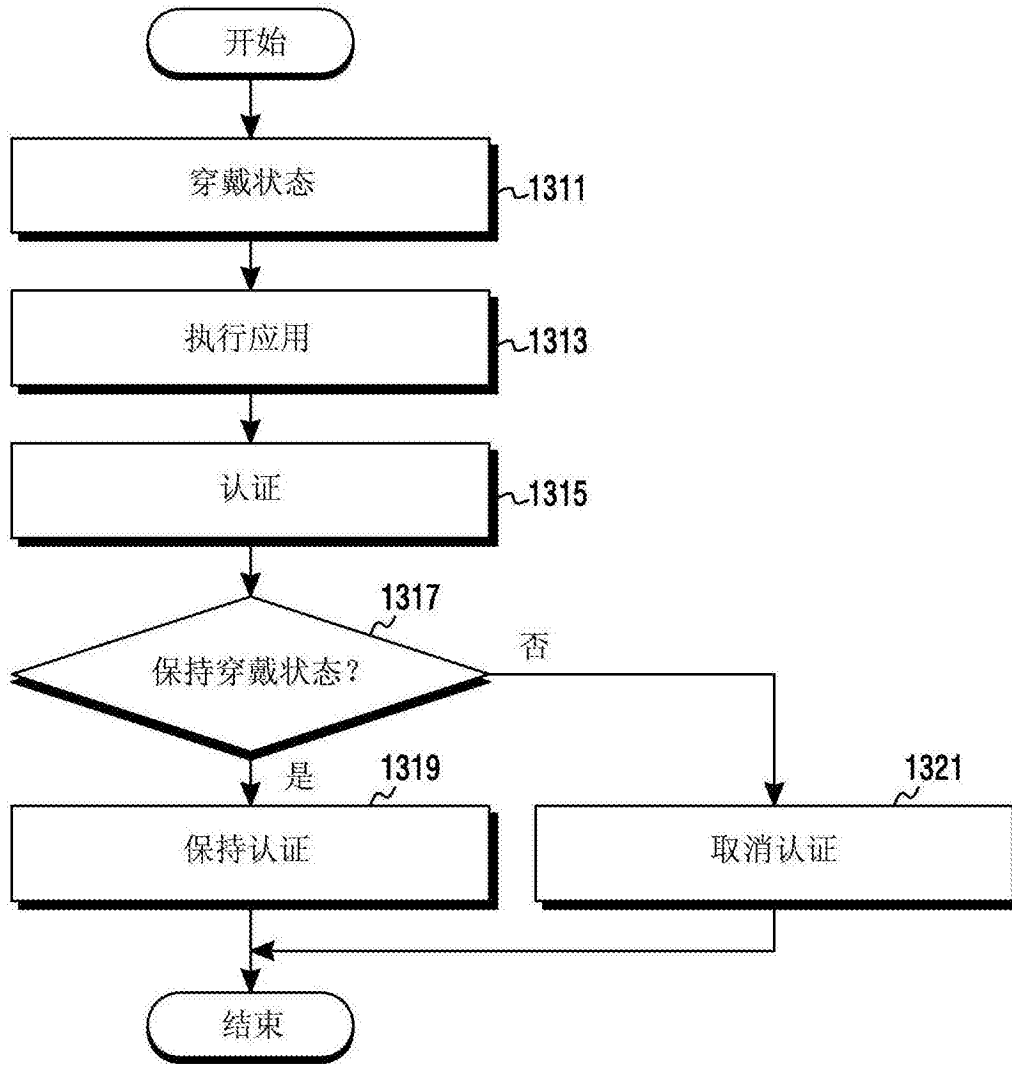 开始
穿戴状态
1311
执行应用
1313
认证
1315
1317
保持穿戴状态？
否
是
1319
保持认证
1321
取消认证
结束